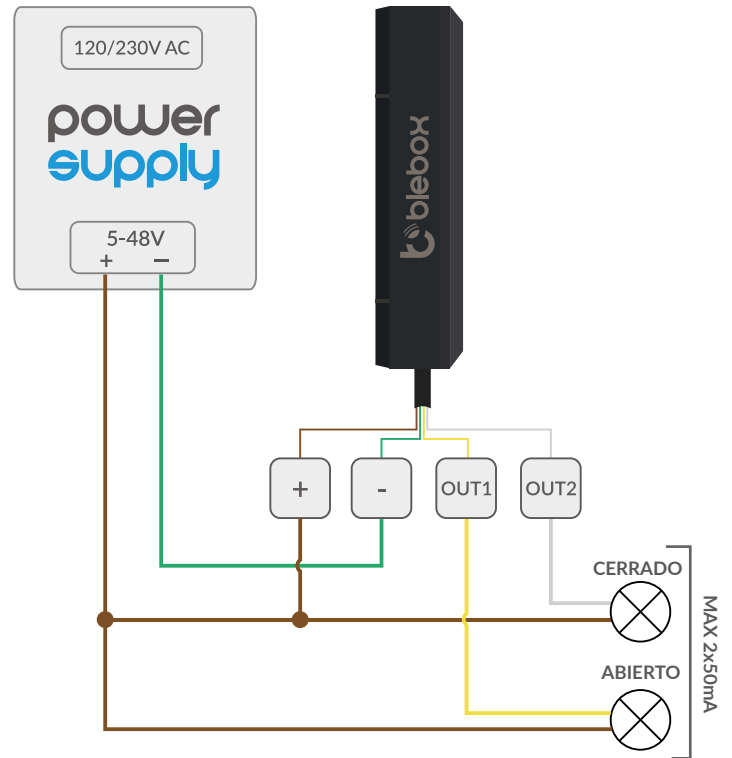 120/230V AC
power
supply
5-48V
+ −
blebox
+
-
OUT1
OUT2
CERRADO
ABIERTO
MAX 2x50mA